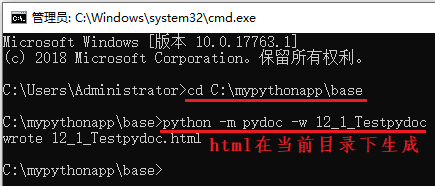 管理员: C:\Windows\system32\cmd.exe
Microsoft Windows [版本 10.0.17763.1]
(c) 2018 Microsoft Corporation。保留所有权利。
C:\Users\Administrator>cd C:\mypythonapp\base
C:\mypythonapp\base>python -m pydoc -w 12_1_Testpydoc
wrote 12_1_Testpydoc.html
html在当前目录下生成
C:\mypythonapp\base>